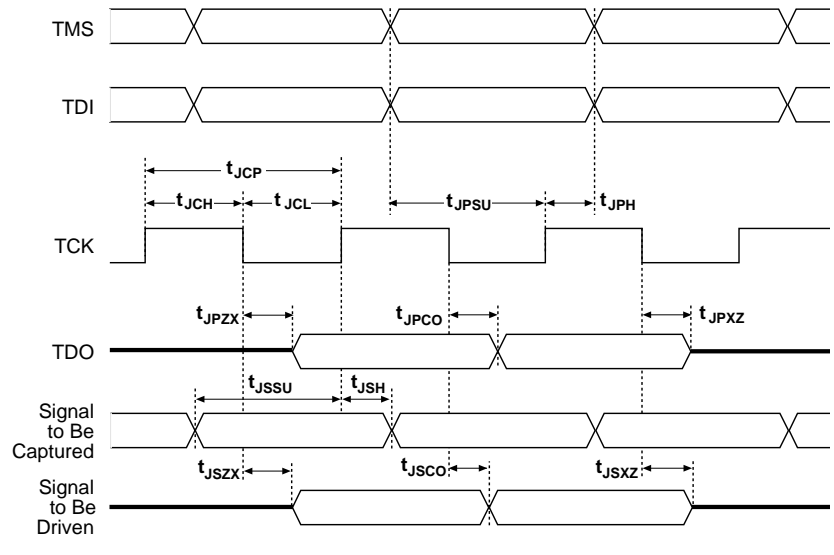 TMS
TDI
tJCP
tJCH
tJCL
tJPSU
tJPH
TCK
tJPZX
tJPCO
tJPXZ
TDO
tJSSU
tJSH
Signal
to Be
Captured
tJSZX
tJSCO
tJSXZ
Signal
to Be
Driven